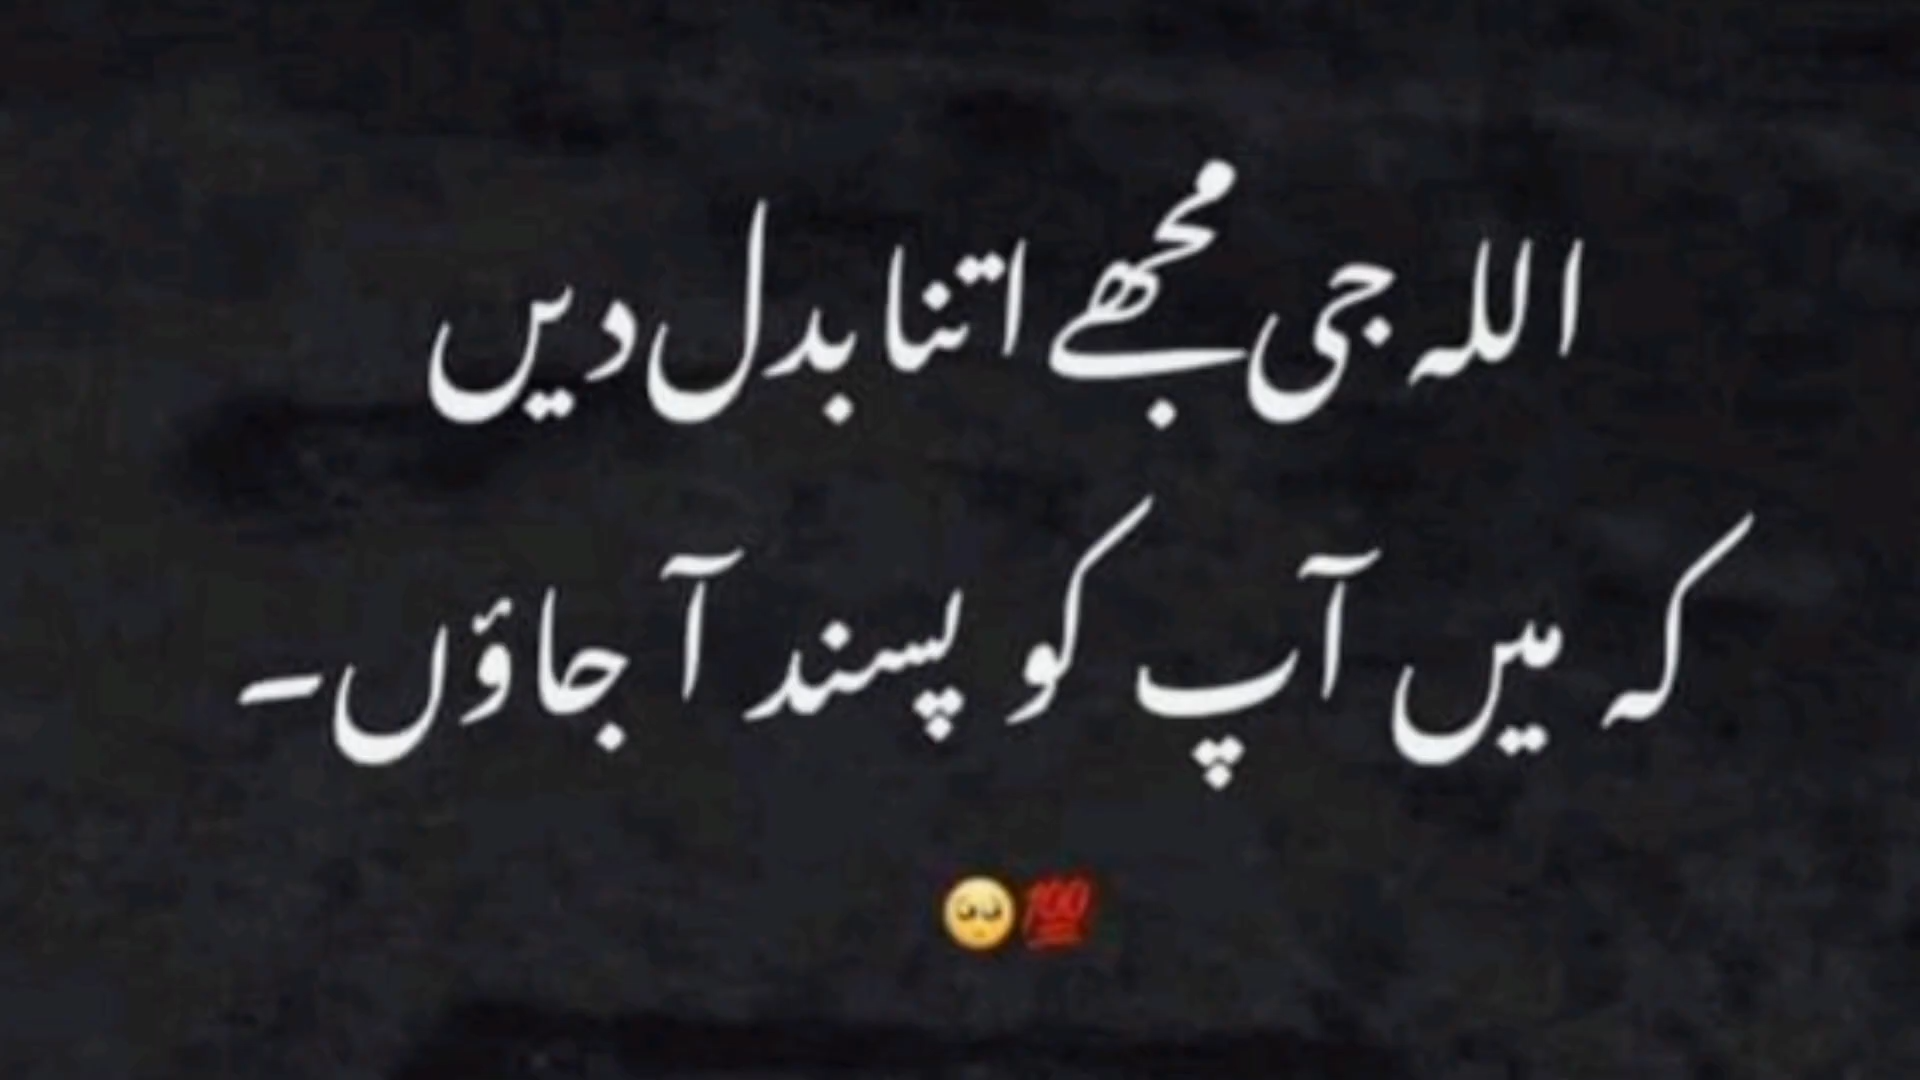 اللہ جی مجھے اتنا بدل دیں
کہ میں آپ کو پسند آ جاؤں۔
🥺💯